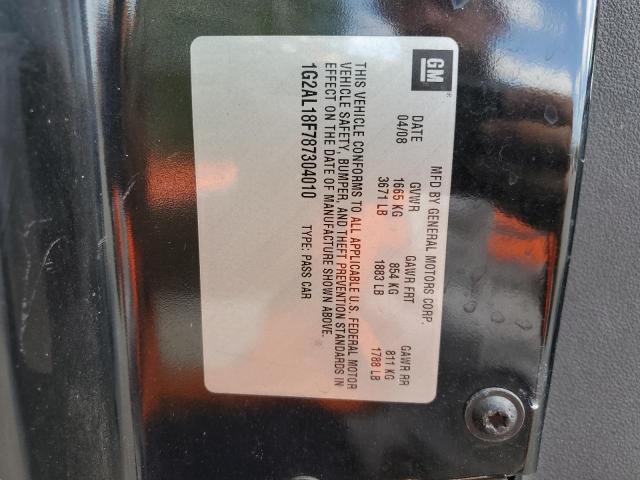 GM
®
MFD BY GENERAL MOTORS CORP.
DATE GVWR GAWR FRT GAWR RR
04/08 1665 KG 854 KG 811 KG
3671 LB 1883 LB 1788 LB
THIS VEHICLE CONFORMS TO ALL APPLICABLE U.S. FEDERAL MOTOR
VEHICLE SAFETY, BUMPER, AND THEFT PREVENTION STANDARDS IN
EFFECT ON THE DATE OF MANUFACTURE SHOWN ABOVE.
1G2AL18F787304010 TYPE: PASS CAR